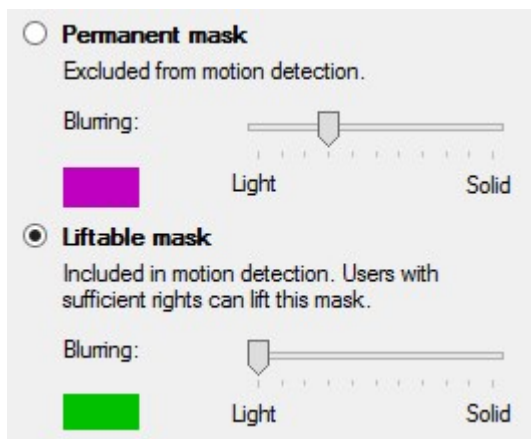 Permanent mask
Excluded from motion detection.
Blurring:
Light Solid
Liftable mask
Included in motion detection. Users with
sufficient rights can lift this mask.
Blurring:
Light Solid